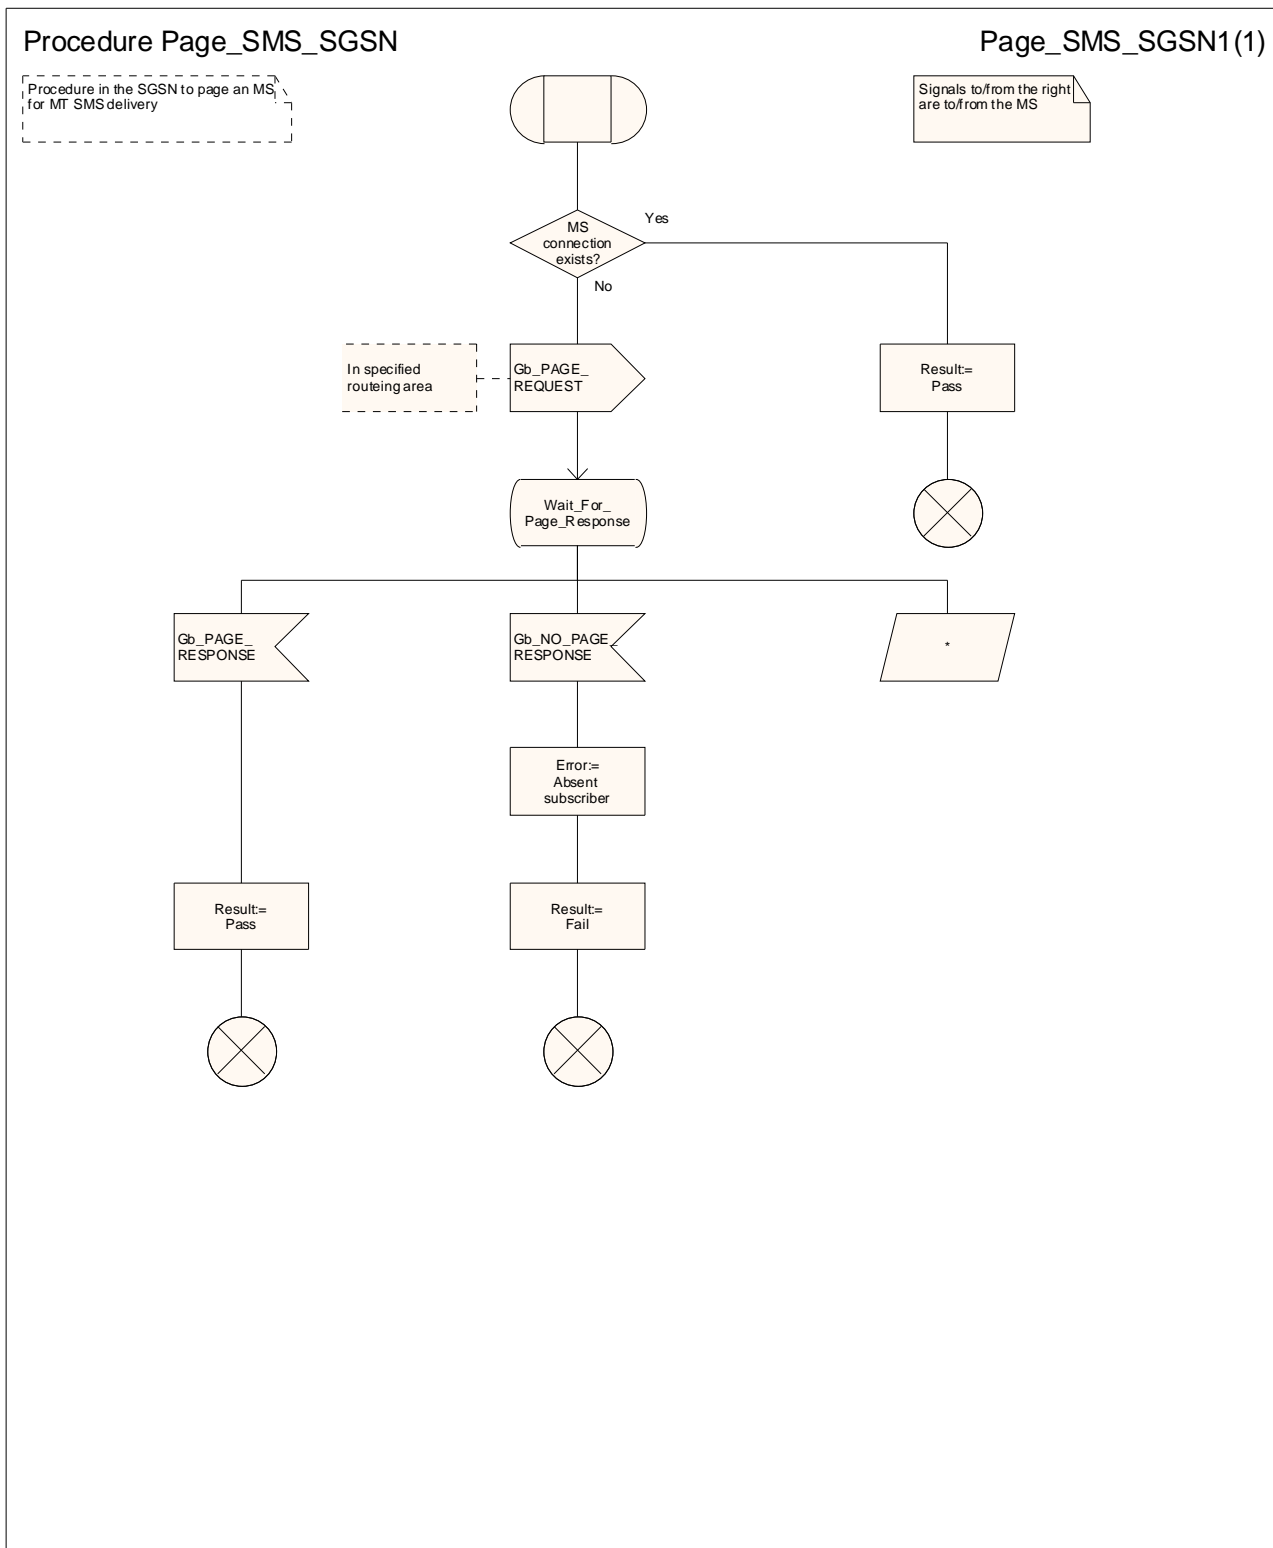 Procedure Page_SMS_SGSN
Page_SMS_SGSN1(1)
Procedure in the SGSN to page an MS
for MT SMS delivery
Signals to/from the right
are to/from the MS
MS
connection
exists?
Yes
No
In specified
routeing area
Gb_PAGE_
REQUEST
Result:=
Pass
Wait_For_
Page_Response
Gb_PAGE_
RESPONSE
Gb_NO_PAGE_
RESPONSE
*
Error:=
Absent
subscriber
Result:=
Pass
Result:=
Fail